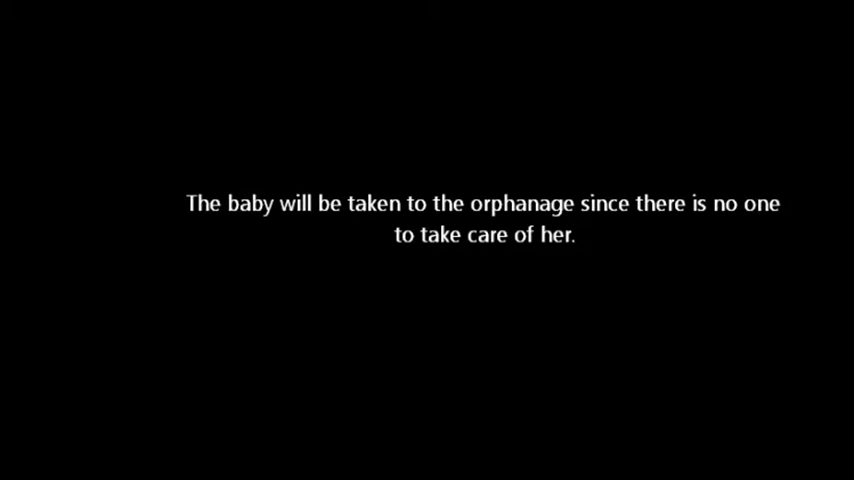 The baby will be taken to the orphanage since there is no one
to take care of her.